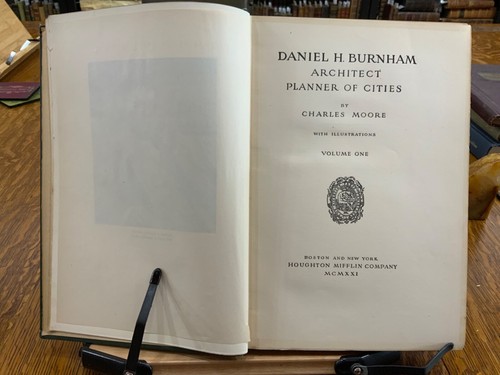 DANIEL H. BURNHAM
ARCHITECT
PLANNER OF CITIES
BY
CHARLES MOORE
WITH ILLUSTRATIONS
VOLUME ONE
BOSTON AND NEW YORK
HOUGHTON MIFFLIN COMPANY
MCMXXI